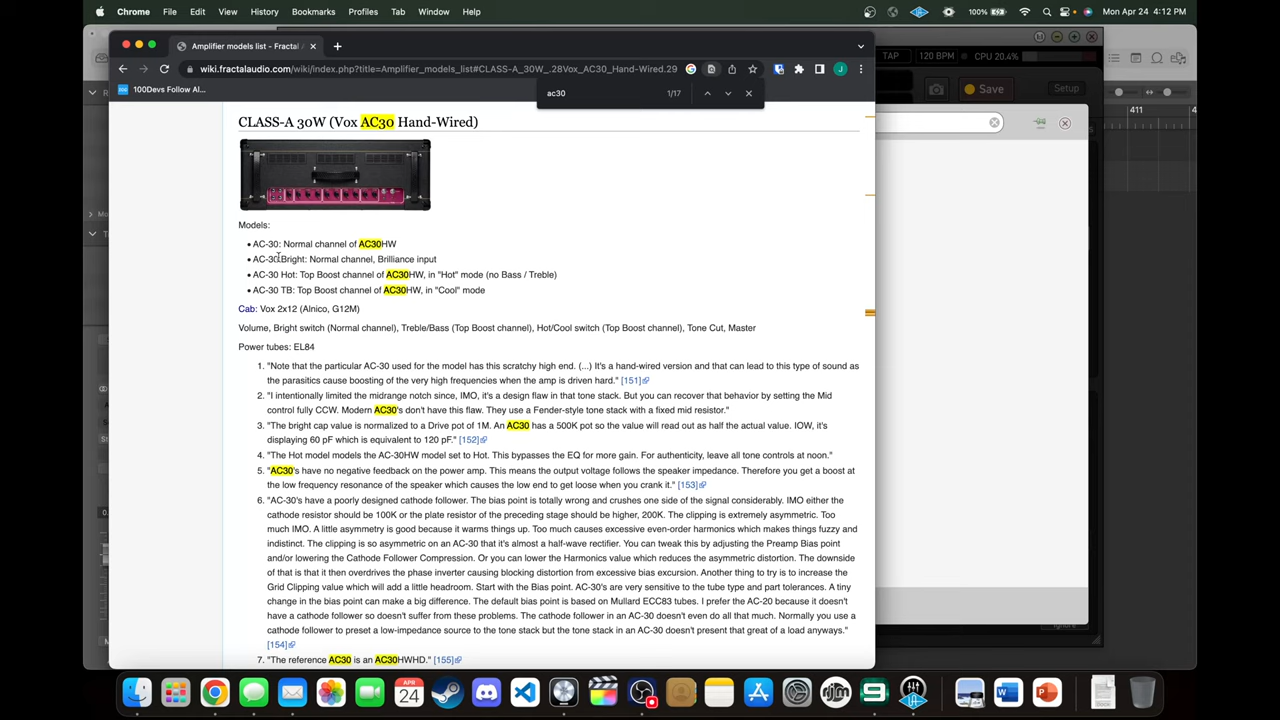 Chrome File Edit View History Bookmarks Profiles Tab Window Help 100% Mon Apr 24 4:12 PM
Amplifier models list - Fractal
TAP 120 BPM CPU 20.4%
wiki.fractalaudio.com/wiki/index.php?title=Amplifier_models_list#CLASS-A_30W_.28Vox_AC30_Hand-Wired.29
Save Setup
100Devs Follow Al...
ac30 1/17
411
CLASS-A 30W (Vox AC30 Hand-Wired)
Models:
• AC-30: Normal channel of AC30HW
• AC-30 Bright: Normal channel, Brilliance input
• AC-30 Hot: Top Boost channel of AC30HW, in "Hot" mode (no Bass / Treble)
• AC-30 TB: Top Boost channel of AC30HW, in "Cool" mode
Cab: Vox 2x12 (Alnico, G12M)
Volume, Bright switch (Normal channel), Treble/Bass (Top Boost channel), Hot/Cool switch (Top Boost channel), Tone Cut, Master
Power tubes: EL84
1. "Note that the particular AC-30 used for the model has this scratchy high end. (...) It's a hand-wired version and that can lead to this type of sound as
the parasitics cause boosting of the very high frequencies when the amp is driven hard." [151]
2. "I intentionally limited the midrange notch since, IMO, it's a design flaw in that tone stack. But you can recover that behavior by setting the Mid
control fully CCW. Modern AC30's don't have this flaw. They use a Fender-style tone stack with a fixed mid resistor."
3. "The bright cap value is normalized to a Drive pot of 1M. An AC30 has a 500K pot so the value will read out as half the actual value. IOW, it's
displaying 60 pF which is equivalent to 120 pF." [152]
4. "The Hot model models the AC-30HW model set to Hot. This bypasses the EQ for more gain. For authenticity, leave all tone controls at noon."
5. "AC30's have no negative feedback on the power amp. This means the output voltage follows the speaker impedance. Therefore you get a boost at
the low frequency resonance of the speaker which causes the low end to get loose when you crank it." [153]
6. "AC-30's have a poorly designed cathode follower. The bias point is totally wrong and crushes one side of the signal considerably. IMO either the
cathode resistor should be 100K or the plate resistor of the preceding stage should be higher, 200K. The clipping is extremely asymmetric. Too
much IMO. A little asymmetry is good because it warms things up. Too much causes excessive even-order harmonics which makes things fuzzy and
indistinct. The clipping is so asymmetric on an AC-30 that it's almost a half-wave rectifier. You can tweak this by adjusting the Preamp Bias point
and/or lowering the Cathode Follower Compression. Or you can lower the Harmonics value which reduces the asymmetric distortion. The downside
of that is that it then overdrives the phase inverter causing blocking distortion from excessive bias excursion. Another thing to try is to increase the
Grid Clipping value which will add a little headroom. Start with the Bias point. AC-30's are very sensitive to the tube type and part tolerances. A tiny
change in the bias point can make a big difference. The default bias point is based on Mullard ECC83 tubes. I prefer the AC-20 because it doesn't
have a cathode follower so doesn't suffer from these problems. The cathode follower in an AC-30 doesn't even do all that much. Normally you use a
cathode follower to preset a low-impedance source to the tone stack but the tone stack in an AC-30 doesn't present that great of a load anyways."
[154]
7. "The reference AC30 is an AC30HWHD." [155]
APR
24